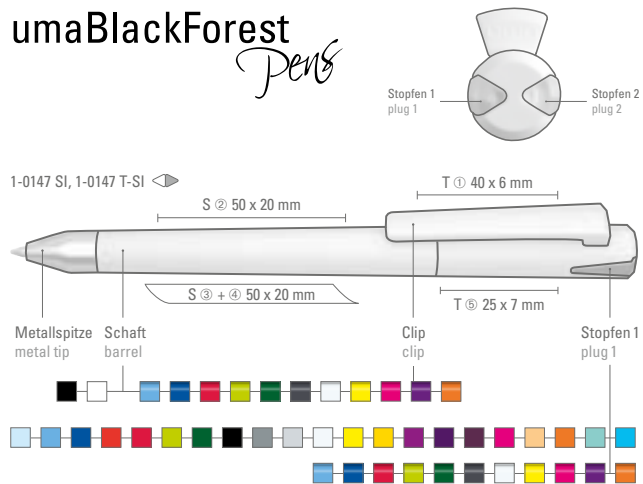 umaBlackForest
Pens
Stopfen 1
plug 1
Stopfen 2
plug 2
1-0147 SI, 1-0147 T-SI
S ② 50 x 20 mm
T ① 40 x 6 mm
S ③ + ④ 50 x 20 mm
T ⑤ 25 x 7 mm
Metallspitze
metal tip
Schaft
barrel
Clip
clip
Stopfen 1
plug 1